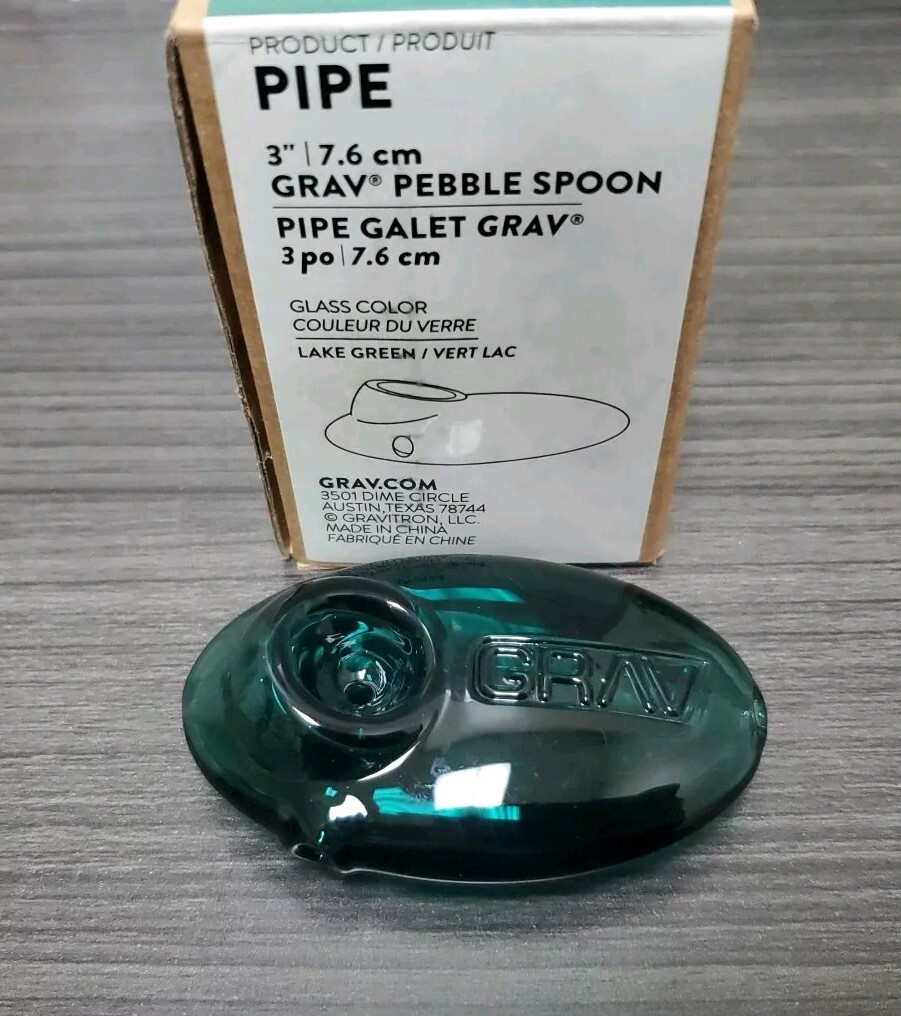 PRODUCT / PRODUIT
PIPE
3" | 7.6 cm
GRAV® PEBBLE SPOON
PIPE GALET GRAV®
3 po | 7.6 cm
GLASS COLOR
COULEUR DU VERRE
LAKE GREEN / VERT LAC
GRAV.COM
3501 DIME CIRCLE
AUSTIN, TEXAS 78744
© GRAVITRON, LLC.
MADE IN CHINA
FABRIQUÉ EN CHINE
GRAV